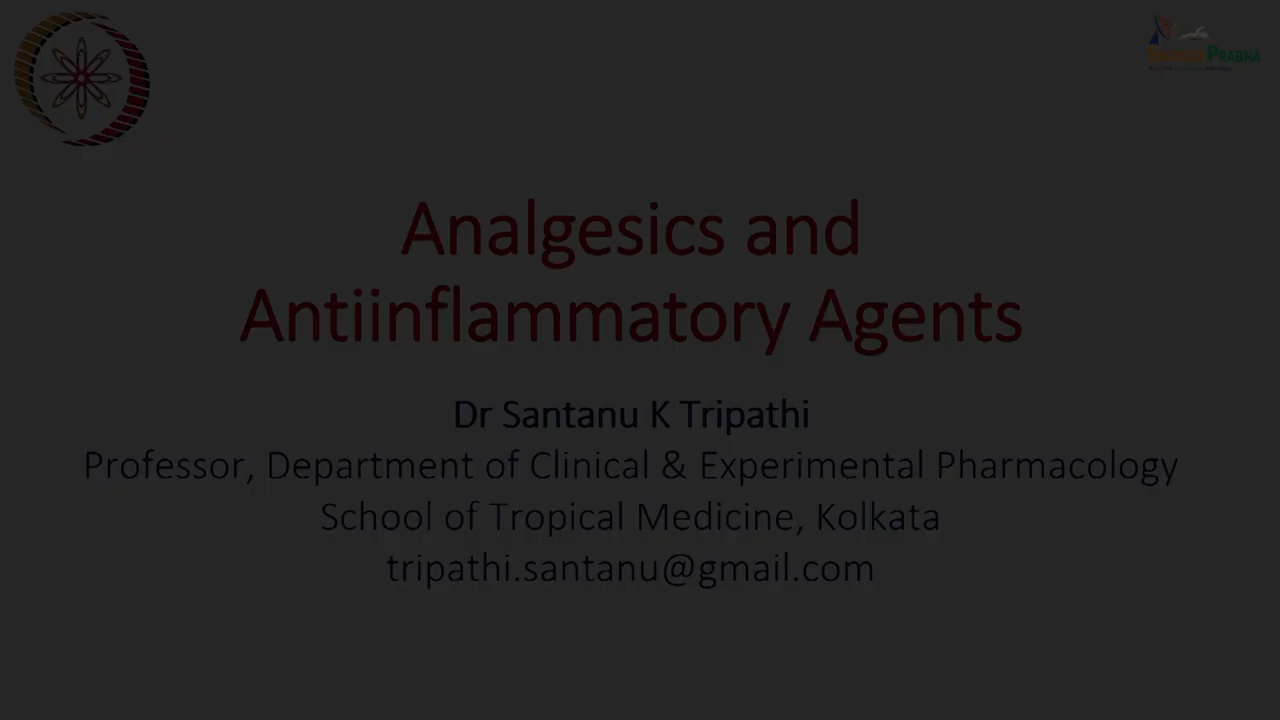 PRABHA
Analgesics and
Antiinflammatory Agents
Dr Santanu K Tripathi
Professor, Department of Clinical & Experimental Pharmacology
School of Tropical Medicine, Kolkata
tripathi.santanu@gmail.com